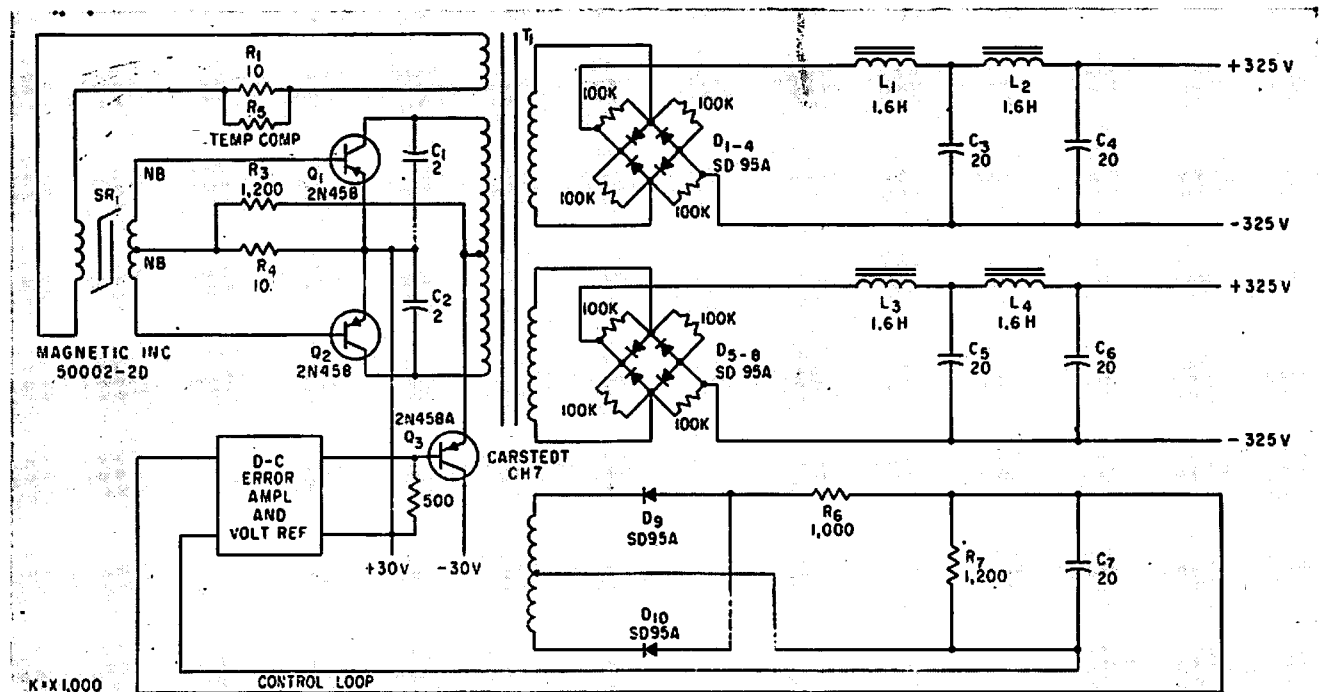 T1
R1
10
R5
TEMP COMP
NB
R3
1,200
Q1
2N458
C1
2
SR1
NB
R4
10.
C2
2
Q2
2N458
MAGNETIC INC
50002-2D
100K
100K
100K
100K
D1-4
SD 95A
L1
1.6H
L2
1.6H
C3
20
C4
20
+325V
-325V
100K
100K
100K
100K
D5-8
SD 95A
L3
1.6H
L4
1.6H
C5
20
C6
20
+325V
-325V
2N458A
Q3
CARSTEDT
CH7
D-C
ERROR
AMPL
AND
VOLT REF
500
+30V
-30V
D9
SD95A
R6
1,000
R7
1,200
C7
20
D10
SD95A
CONTROL LOOP
K=X1,000